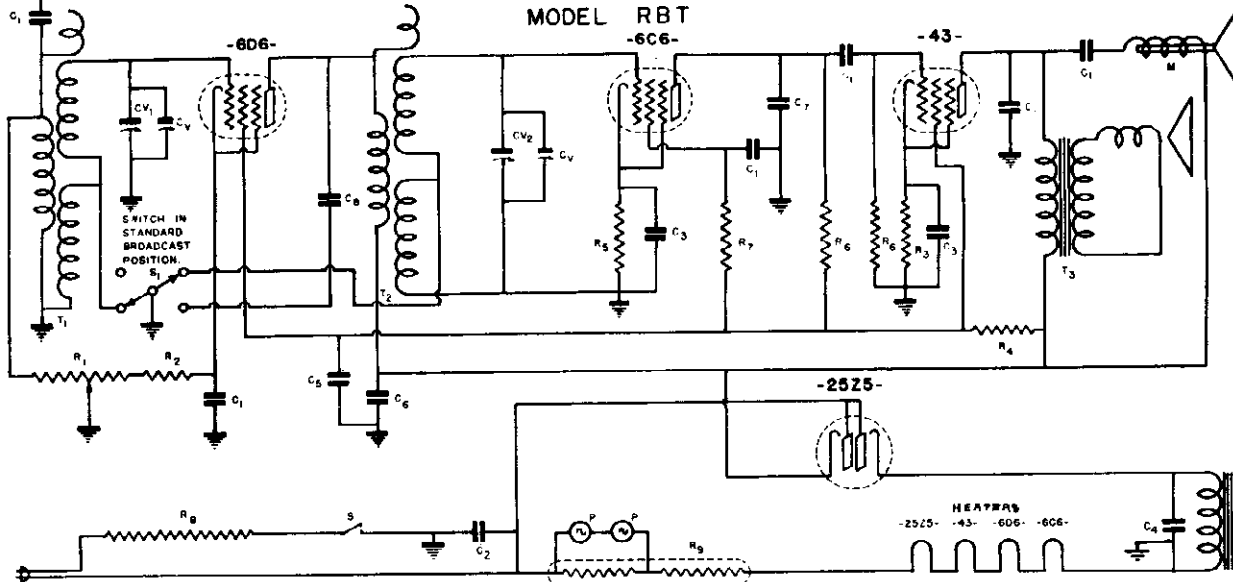 MODEL RBT
C1
-6D6-
-6C6-
-43-
C1
C1
M
CV1
CV
CV2
CV
C7
C1
C8
SWITCH IN
STANDARD
BROADCAST
POSITION.
S1
R5
C3
R7
R6
R6
R3
C3
T1
T2
T3
R1
R2
R4
C1
C5
C6
-25Z5-
R8
S
C2
P
P
R9
HEATERS
-25Z5- -43- -6D6- -6C6-
C4